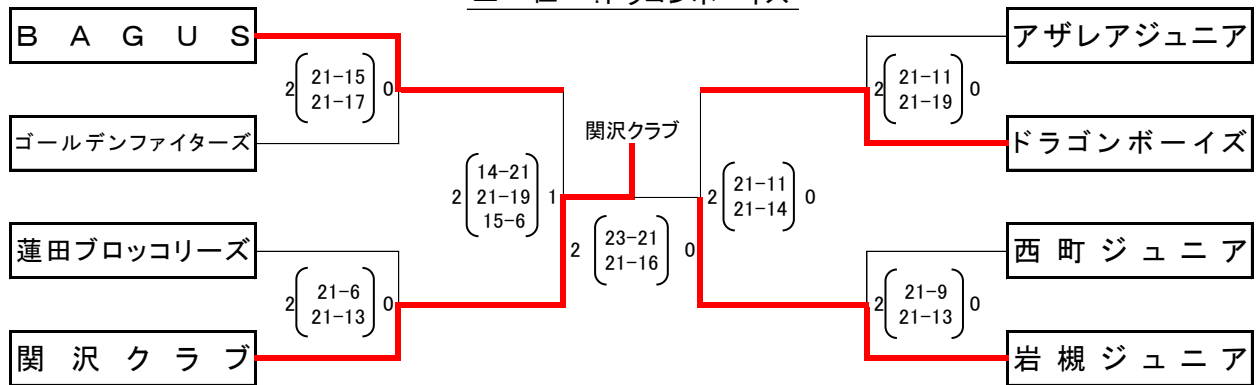 BAGUS
アザレアジュニア
2 21-15 0
21-17
2 21-11 0
21-19
ゴールデンファイターズ
関沢クラブ
ドラゴンボーイズ
2 14-21 1
21-19
15-6
2 21-11 0
21-14
蓮田ブロッコリーズ
2 23-21 0
21-16
西町ジュニア
2 21-6 0
21-13
2 21-9 0
21-13
関沢クラブ
岩槻ジュニア